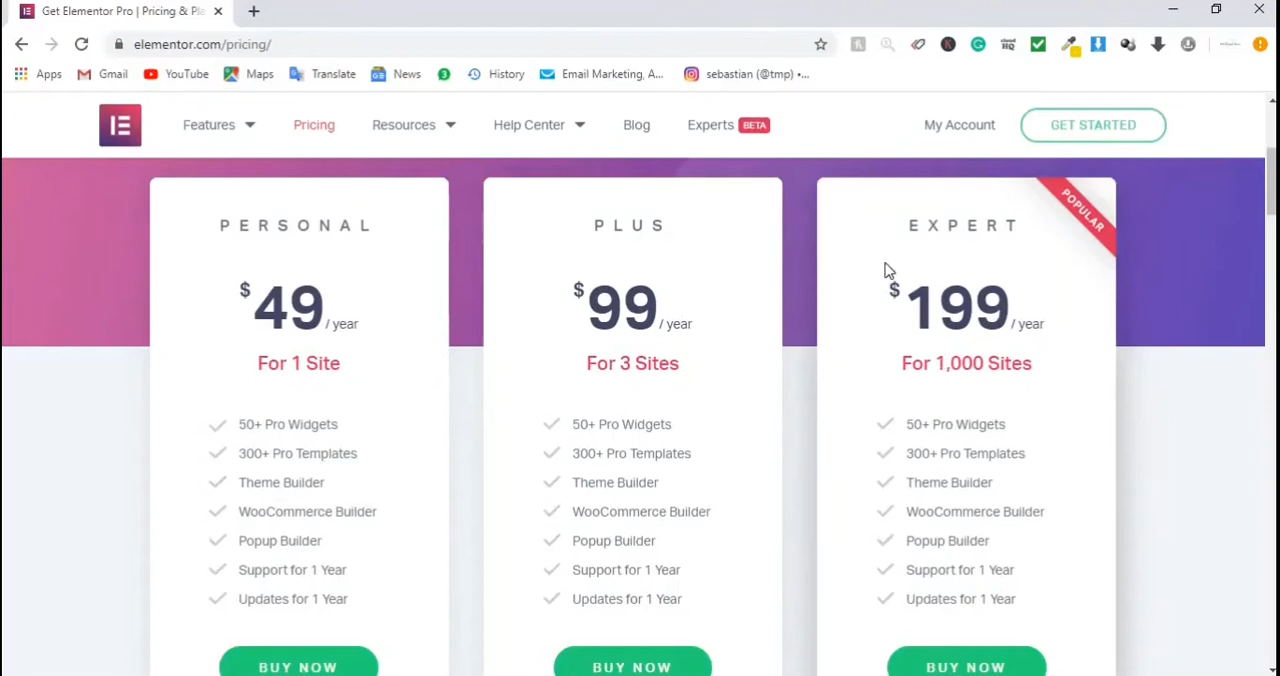 Get Elementor Pro | Pricing & Pla
elementor.com/pricing/
Apps Gmail YouTube Maps Translate News 3 History Email Marketing, A... sebastian (@tmp) •...
Features Pricing Resources Help Center Blog Experts BETA My Account GET STARTED
PERSONAL
$49/ year
For 1 Site
50+ Pro Widgets
300+ Pro Templates
Theme Builder
WooCommerce Builder
Popup Builder
Support for 1 Year
Updates for 1 Year
BUY NOW
PLUS
$99/ year
For 3 Sites
50+ Pro Widgets
300+ Pro Templates
Theme Builder
WooCommerce Builder
Popup Builder
Support for 1 Year
Updates for 1 Year
BUY NOW
POPULAR
EXPERT
$199/ year
For 1,000 Sites
50+ Pro Widgets
300+ Pro Templates
Theme Builder
WooCommerce Builder
Popup Builder
Support for 1 Year
Updates for 1 Year
BUY NOW